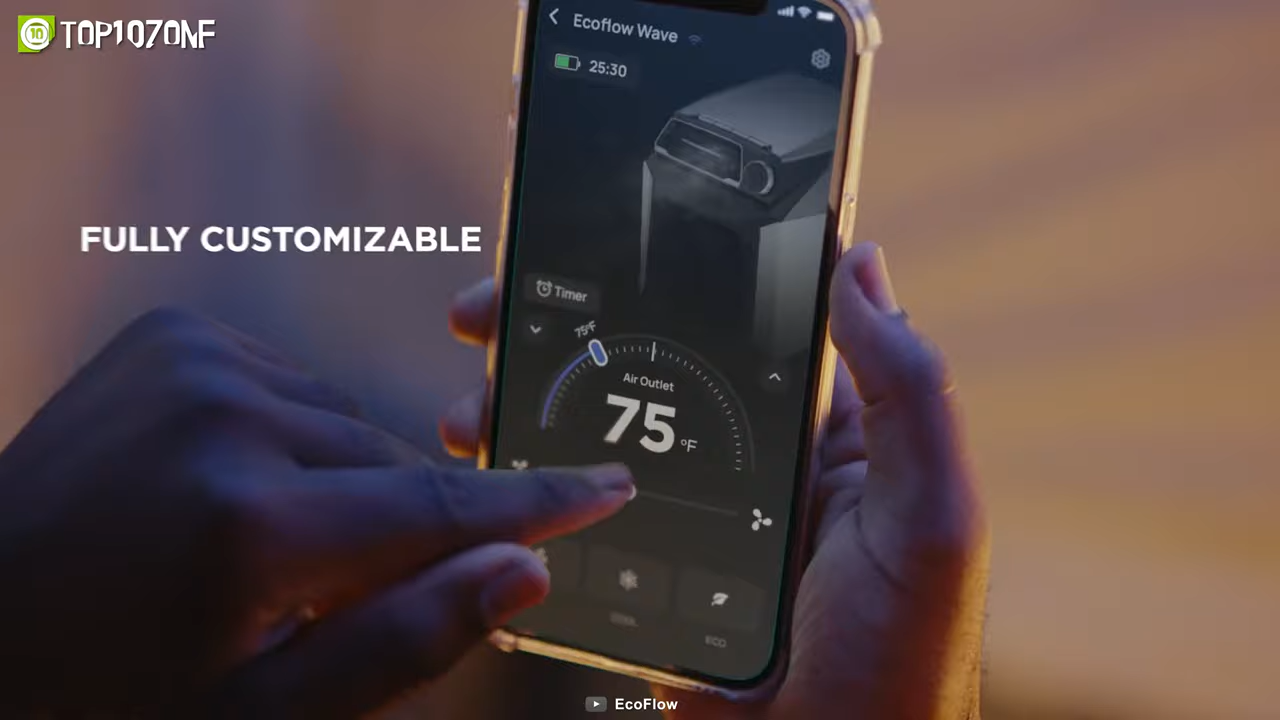 TOP10ZONE
Ecoflow Wave
25:30
FULLY CUSTOMIZABLE
Timer
75°F
Air Outlet
75 °F
COOL
ECO
EcoFlow